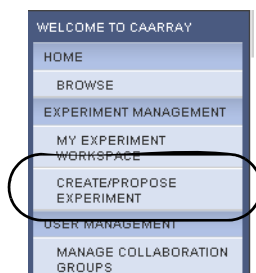 WELCOME TO CAARRAY
HOME
BROWSE
EXPERIMENT MANAGEMENT
MY EXPERIMENT
WORKSPACE
CREATE/PROPOSE
EXPERIMENT
USER MANAGEMENT
MANAGE COLLABORATION
GROUPS